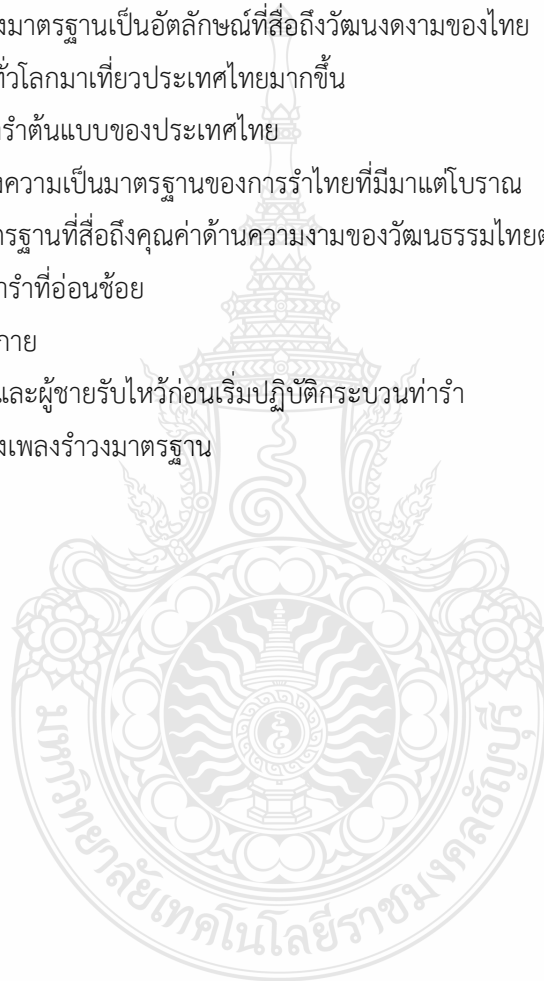 งมาตรฐานเป็นอัตลักษณ์ที่สื่อถึงวัฒนงดงามของไทย
ทั่วโลกมาเที่ยวประเทศไทยมากขึ้น
รำต้นแบบของประเทศไทย
ความเป็นมาตรฐานของการรำไทยที่มีมาแต่โบราณ
ตรฐานที่สื่อถึงคุณค่าด้านความงามของวัฒนธรรมไทย
ารำที่อ่อนช้อย
กาย
และผู้ชายรับไหว้ก่อนเริ่มปฏิบัติกระบวนท่ารำ
งเพลงรำวงมาตรฐาน
มหาวิทยาลัยเทคโนโลยีราชมงคลธัญบุรี